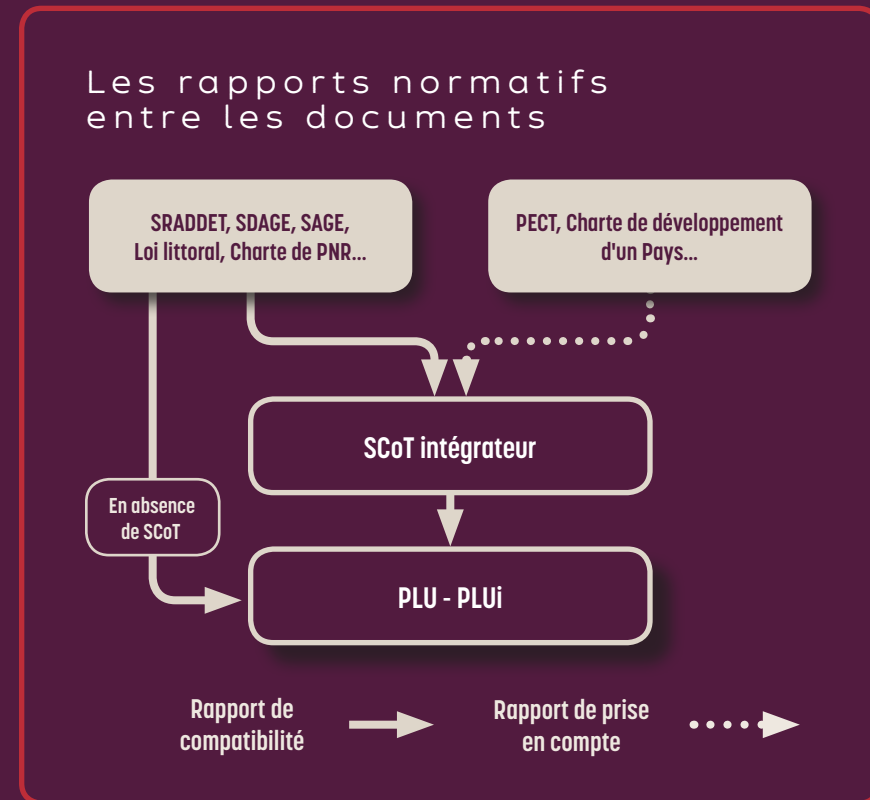 Les rapports normatifs
entre les documents
SRADDET, SDAGE, SAGE,
Loi littoral, Charte de PNR...
PECT, Charte de développement
d'un Pays...
SCoT intégrateur
En absence
de SCoT
PLU - PLUi
Rapport de
compatibilité
Rapport de prise
en compte